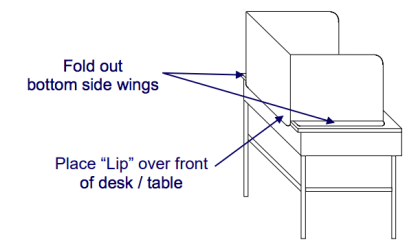 Fold out
bottom side wings
Place “Lip” over front
of desk / table